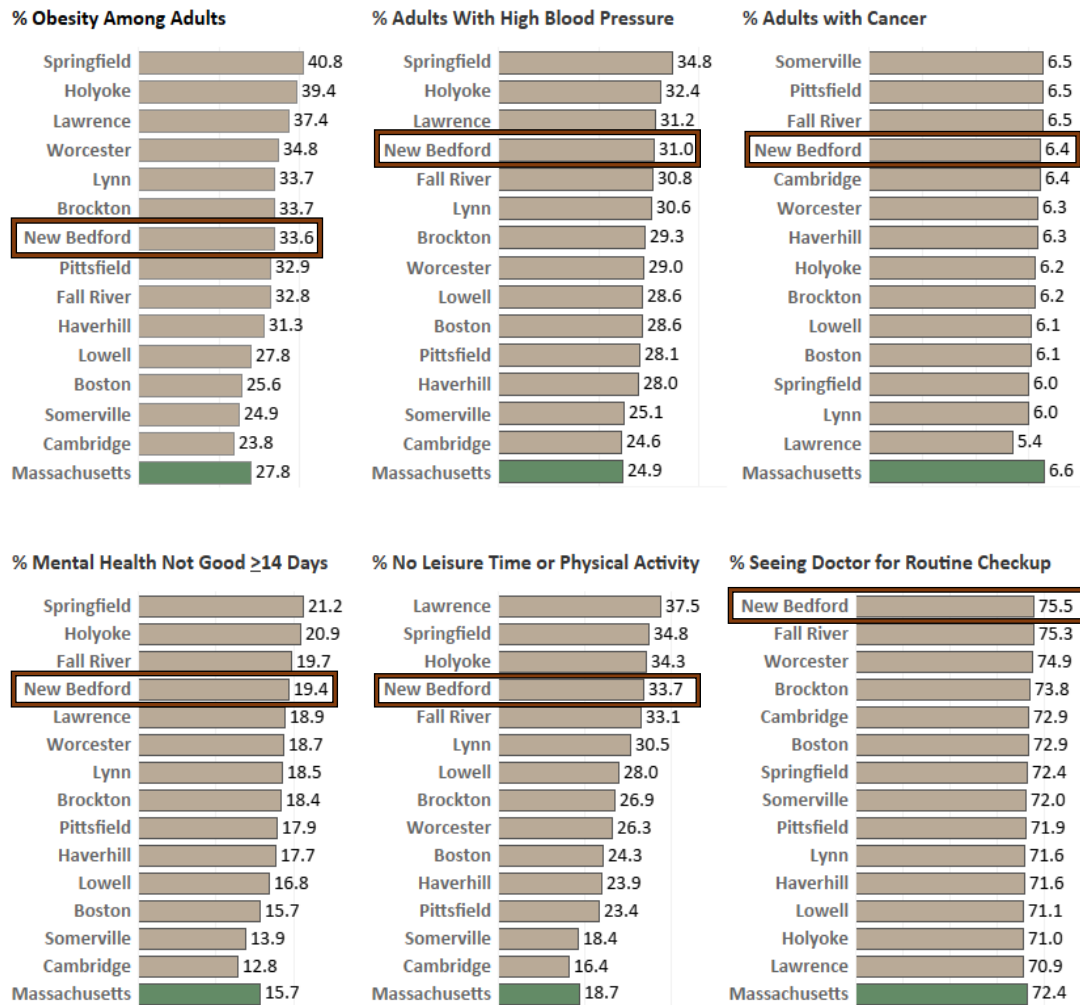 % Obesity Among Adults
Springfield 40.8
Holyoke 39.4
Lawrence 37.4
Worcester 34.8
Lynn 33.7
Brockton 33.7
New Bedford 33.6
Pittsfield 32.9
Fall River 32.8
Haverhill 31.3
Lowell 27.8
Boston 25.6
Somerville 24.9
Cambridge 23.8
Massachusetts 27.8
% Adults With High Blood Pressure
Springfield 34.8
Holyoke 32.4
Lawrence 31.2
New Bedford 31.0
Fall River 30.8
Lynn 30.6
Brockton 29.3
Worcester 29.0
Lowell 28.6
Boston 28.6
Pittsfield 28.1
Haverhill 28.0
Somerville 25.1
Cambridge 24.6
Massachusetts 24.9
% Adults with Cancer
Somerville 6.5
Pittsfield 6.5
Fall River 6.5
New Bedford 6.4
Cambridge 6.4
Worcester 6.3
Haverhill 6.3
Holyoke 6.2
Brockton 6.2
Lowell 6.1
Boston 6.1
Springfield 6.0
Lynn 6.0
Lawrence 5.4
Massachusetts 6.6
% Mental Health Not Good ≥14 Days
Springfield 21.2
Holyoke 20.9
Fall River 19.7
New Bedford 19.4
Lawrence 18.9
Worcester 18.7
Lynn 18.5
Brockton 18.4
Pittsfield 17.9
Haverhill 17.7
Lowell 16.8
Boston 15.7
Somerville 13.9
Cambridge 12.8
Massachusetts 15.7
% No Leisure Time or Physical Activity
Lawrence 37.5
Springfield 34.8
Holyoke 34.3
New Bedford 33.7
Fall River 33.1
Lynn 30.5
Lowell 28.0
Brockton 26.9
Worcester 26.3
Boston 24.3
Haverhill 23.9
Pittsfield 23.4
Somerville 18.4
Cambridge 16.4
Massachusetts 18.7
% Seeing Doctor for Routine Checkup
New Bedford 75.5
Fall River 75.3
Worcester 74.9
Brockton 73.8
Cambridge 72.9
Boston 72.9
Springfield 72.4
Somerville 72.0
Pittsfield 71.9
Lynn 71.6
Haverhill 71.6
Lowell 71.1
Holyoke 71.0
Lawrence 70.9
Massachusetts 72.4